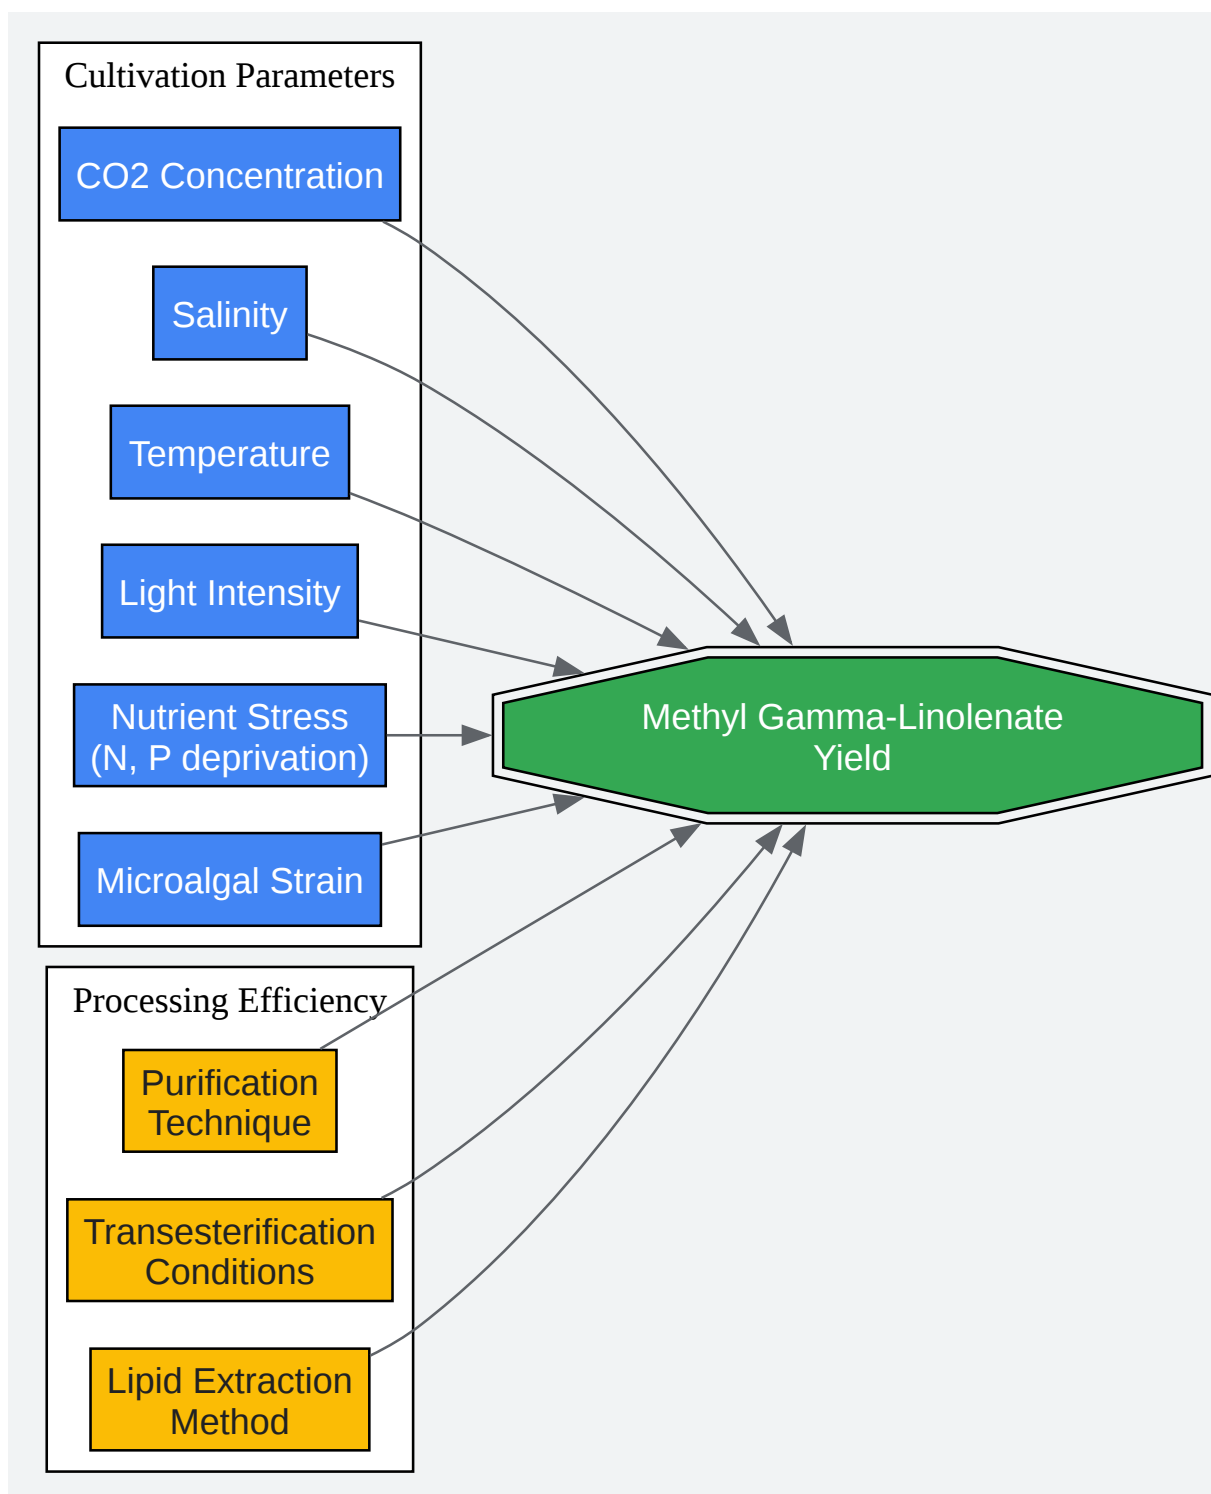 Cultivation Parameters
CO2 Concentration
Salinity
Temperature
Light Intensity
Nutrient Stress
(N, P deprivation)
Microalgal Strain
Methyl Gamma-Linolenate
Yield
Processing Efficiency
Purification
Technique
Transesterification
Conditions
Lipid Extraction
Method